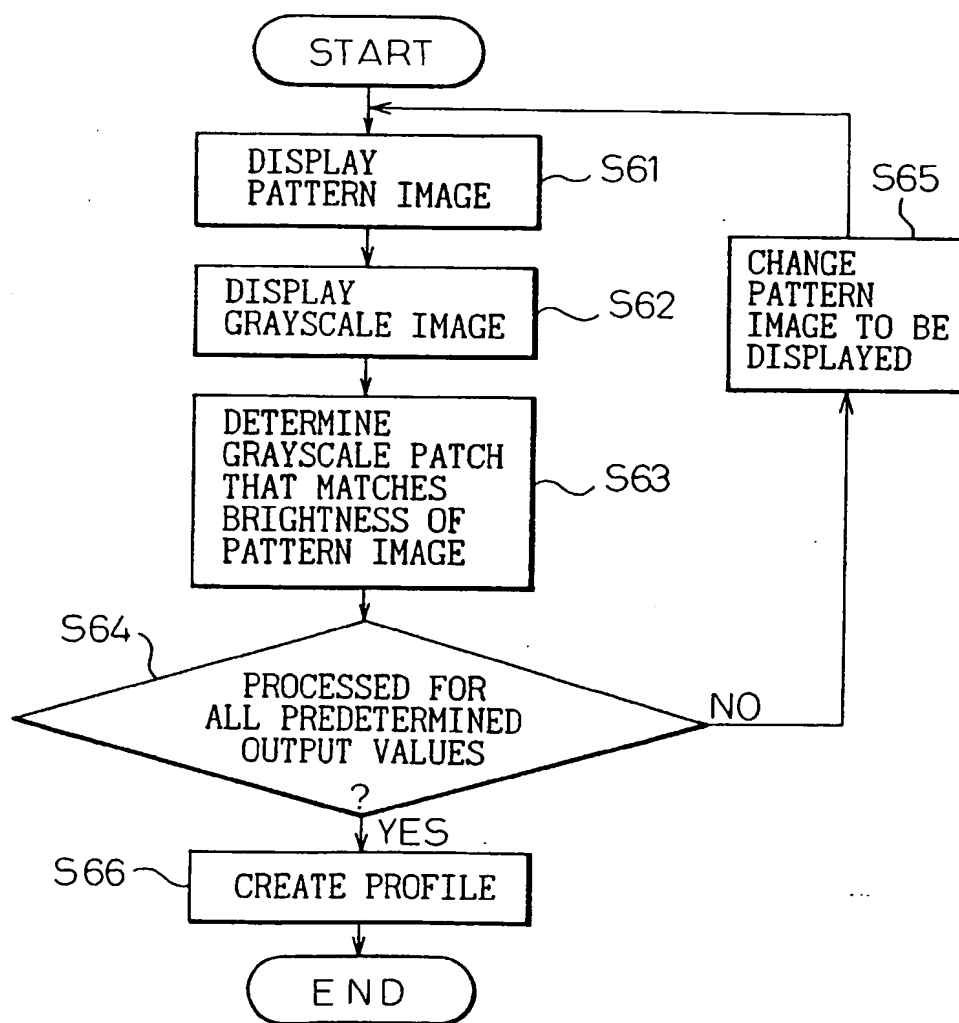 START
DISPLAY
PATTERN IMAGE
S61
S65
CHANGE
PATTERN
IMAGE TO BE
DISPLAYED
DISPLAY
GRAYSCALE IMAGE
S62
DETERMINE
GRAYSCALE PATCH
THAT MATCHES
BRIGHTNESS OF
PATTERN IMAGE
S63
S64
PROCESSED FOR
ALL PREDETERMINED
OUTPUT VALUES
?
NO
YES
S66
CREATE PROFILE
END